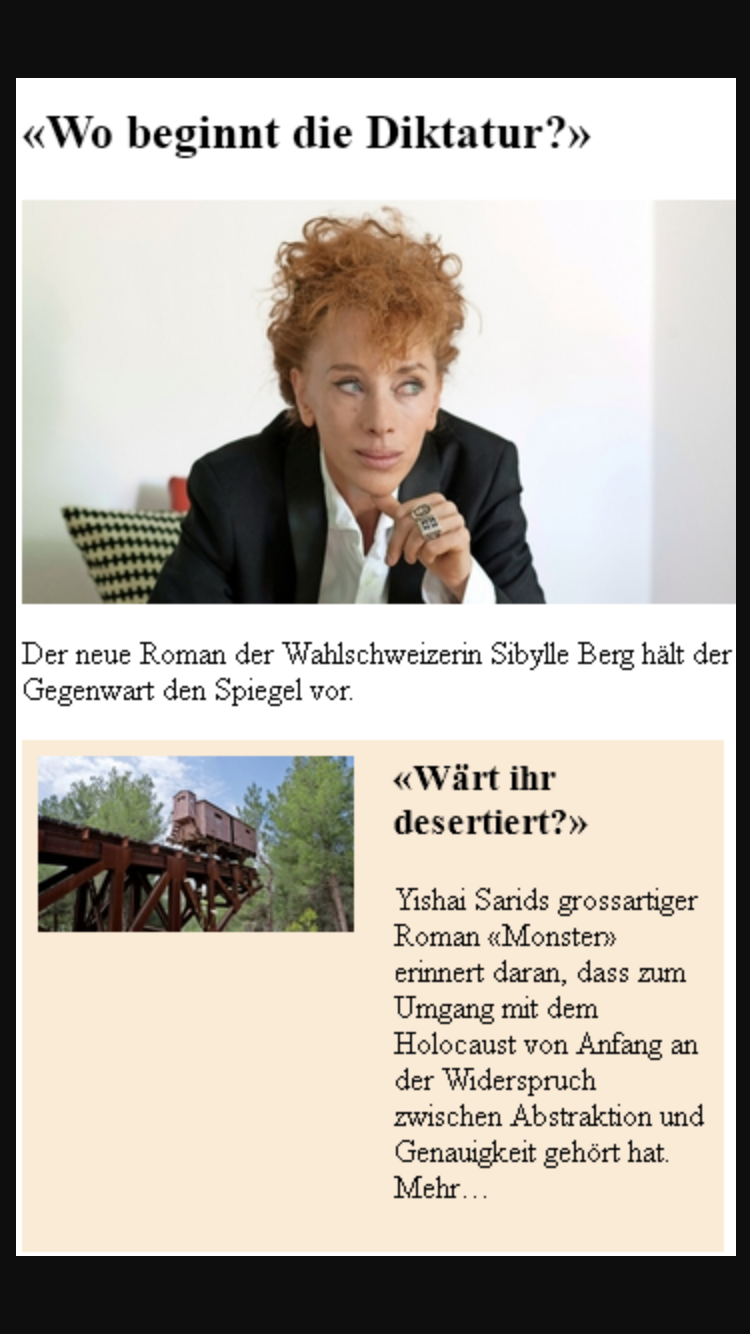 «Wo beginnt die Diktatur?»
Der neue Roman der Wahlschweizerin Sibylle Berg hält der
Gegenwart den Spiegel vor.
«Wärt ihr
desertiert?»
Yishai Sarids grossartiger
Roman «Monster»
erinnert daran, dass zum
Umgang mit dem
Holocaust von Anfang an
der Widerspruch
zwischen Abstraktion und
Genauigkeit gehört hat.
Mehr…